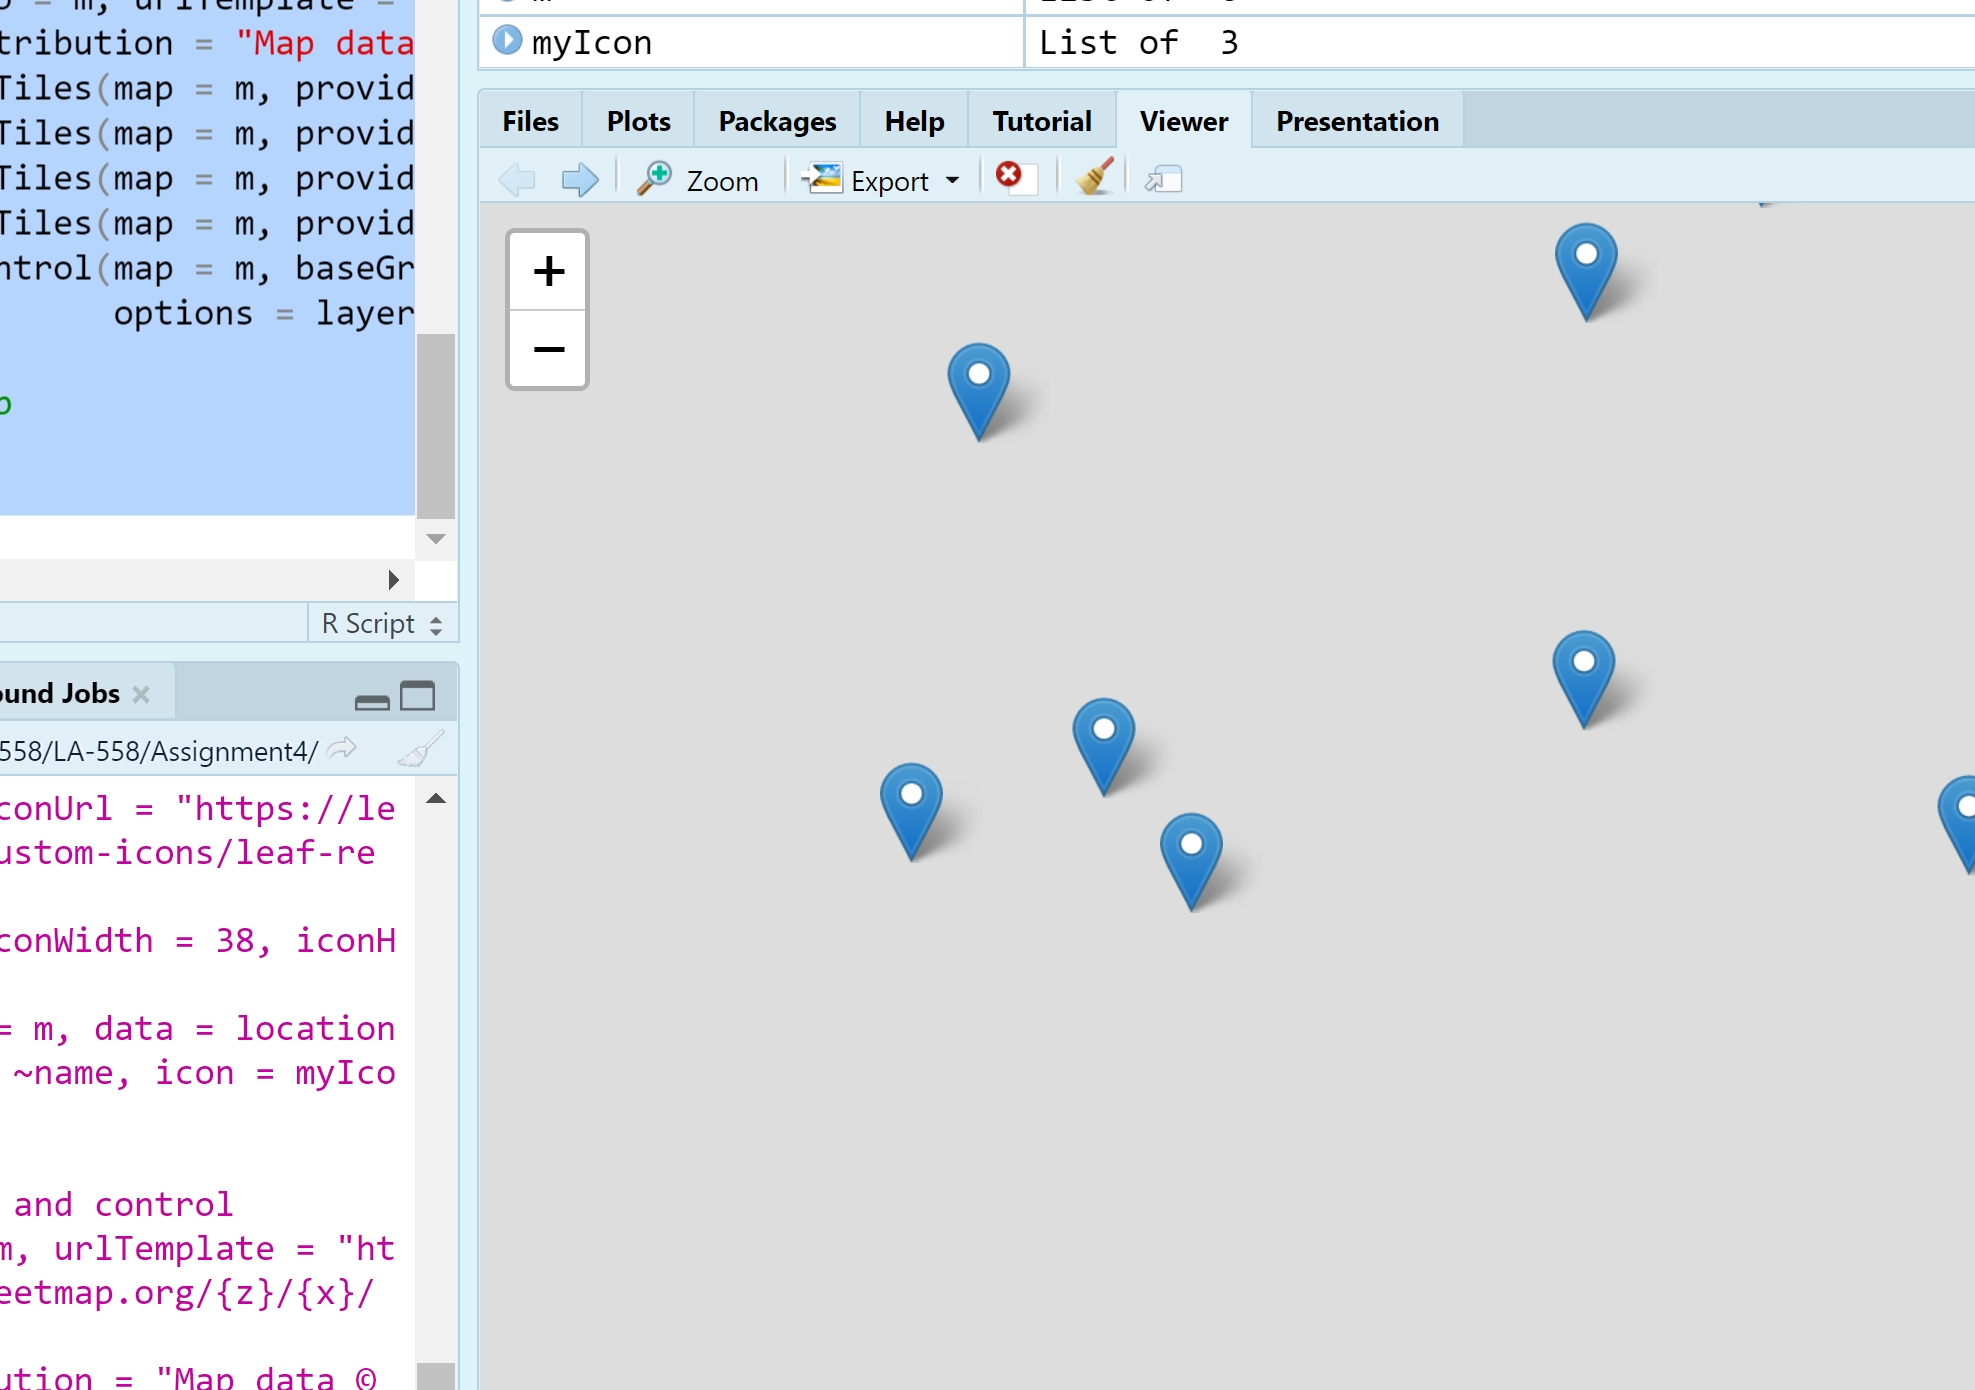 = m, urlTemplate =
tribution = "Map data
Tiles(map = m, provid
Tiles(map = m, provid
Tiles(map = m, provid
Tiles(map = m, provid
ntrol(map = m, baseGr
options = layer
R Script
myIcon List of 3
Files Plots Packages Help Tutorial Viewer Presentation
Zoom Export
+
−
ound Jobs
558/LA-558/Assignment4/
conUrl = "https://le
ustom-icons/leaf-re
conWidth = 38, iconH
= m, data = location
~name, icon = myIco
and control
m, urlTemplate = "ht
eetmap.org/{z}/{x}/
ution = "Map data ©